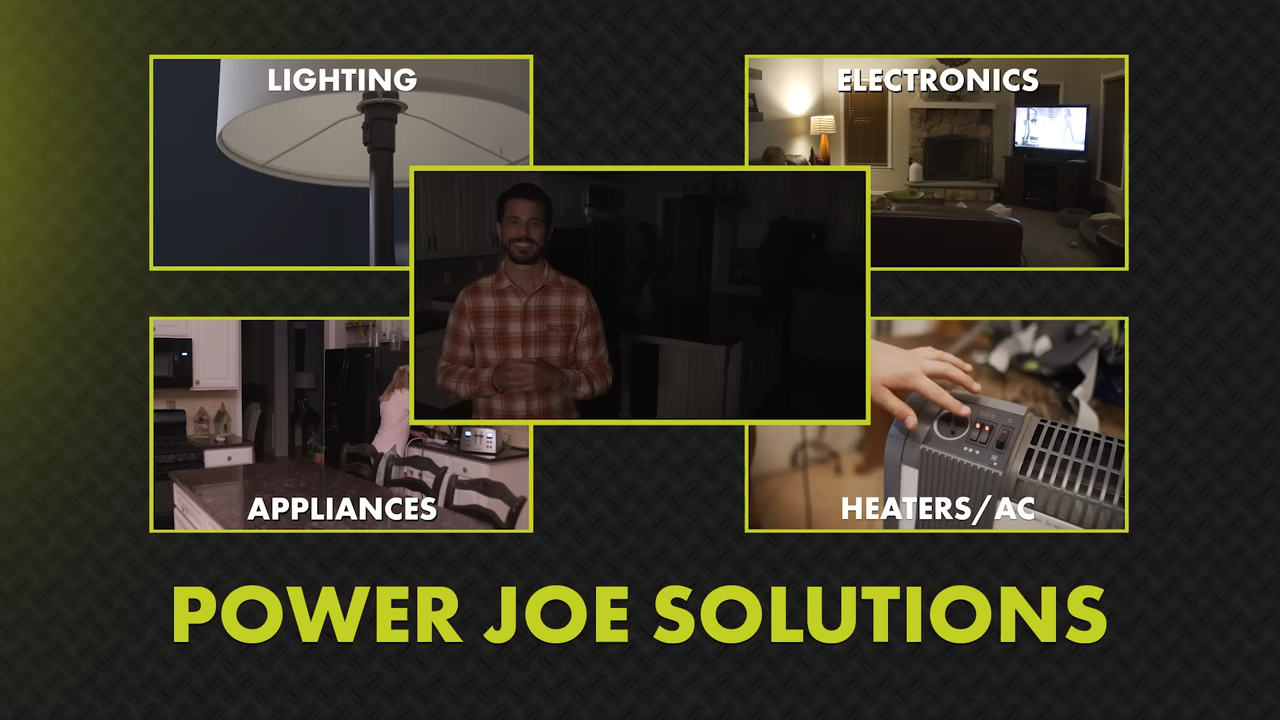 LIGHTING
ELECTRONICS
APPLIANCES
HEATERS/AC
POWER JOE SOLUTIONS